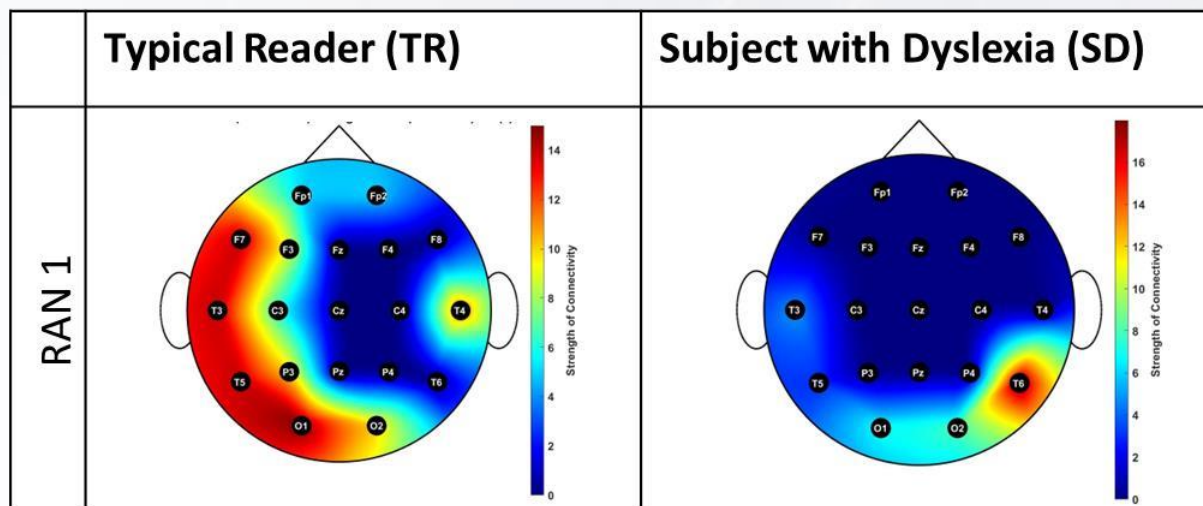 Typical Reader (TR)
Subject with Dyslexia (SD)
RAN 1
Fp1 Fp2
F7 F3 Fz F4 F8
T3 C3 Cz C4 T4
T5 P3 Pz P4 T6
O1 O2
14
12
10
8
6
4
2
0
Strength of Connectivity
Fp1 Fp2
F7 F3 Fz F4 F8
T3 C3 Cz C4 T4
T5 P3 Pz P4 T6
O1 O2
16
14
12
10
8
6
4
2
0
Strength of Connectivity